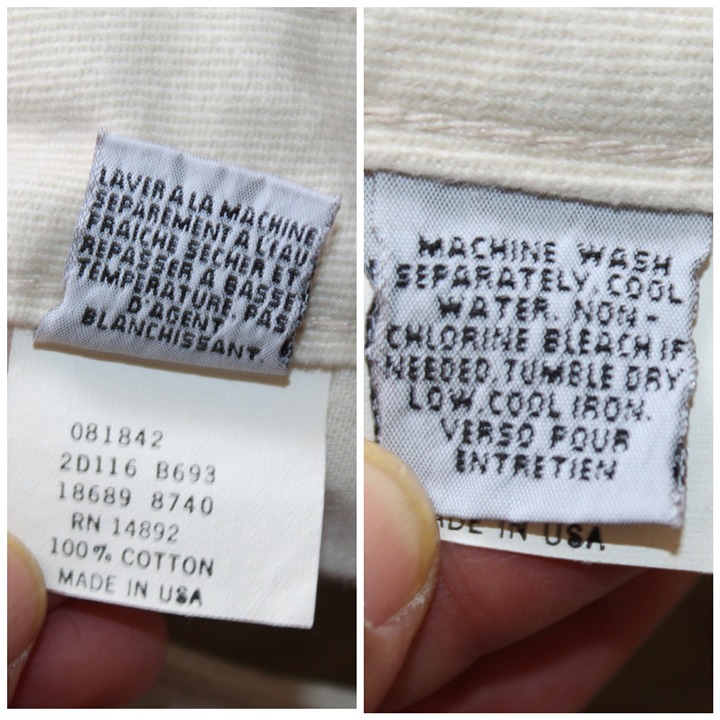 LAVER A LA MACHINE
SEPAREMENT A L'EAU
FRAICHE SECHER ET
REPASSER A BASSE
TEMPERATURE. PAS
D'AGENT
BLANCHISSANT.
081842
2D116 B693
18689 8740
RN 14892
100% COTTON
MADE IN USA
MACHINE WASH
SEPARATELY, COOL
WATER. NON-
CHLORINE BLEACH IF
NEEDED, TUMBLE DRY
LOW, COOL IRON.
VERSO POUR
ENTRETIEN
ADE IN USA